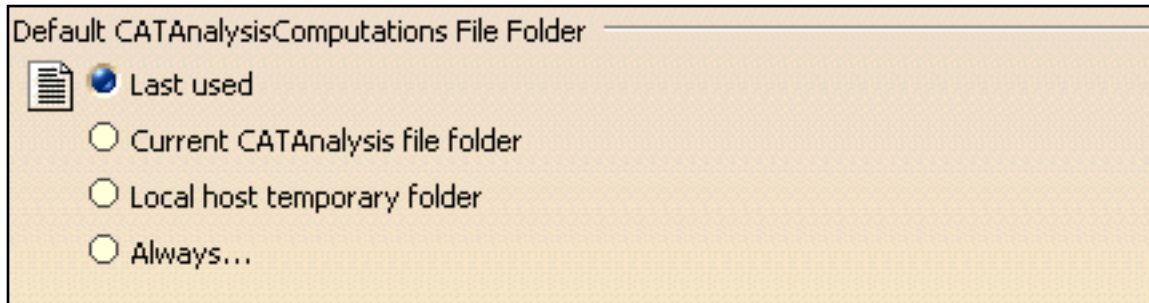 Default CATAnalysisComputations File Folder
Last used
Current CATAnalysis file folder
Local host temporary folder
Always...